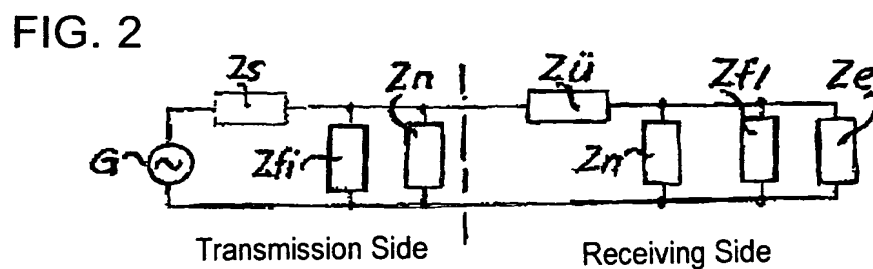 FIG. 2
Zs
Zn
Zü
Zfl
Ze
G
Zfi
Zn
Transmission Side
Receiving Side